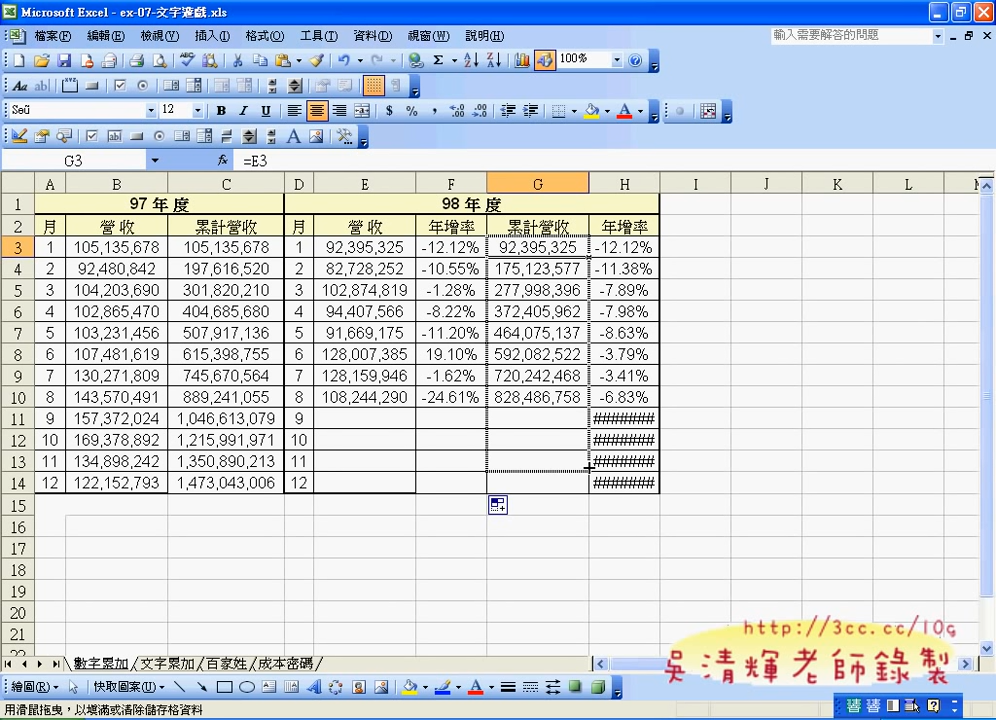 Microsoft Excel - ex-07-文字遊戲.xls
檔案(F) 編輯(E) 檢視(V) 插入(I) 格式(O) 工具(T) 資料(D) 視窗(W) 說明(H) 輸入需要解答的問題
100%
Aa ab|
12 B I U $ %
G3 fx =E3
A B C D E F G H I J K L
1 97 年 度 98 年 度
2 月 營 收 累計營收 月 營 收 年增率 累計營收 年增率
3 1 105,135,678 105,135,678 1 92,395,325 -12.12% 92,395,325 -12.12%
4 2 92,480,842 197,616,520 2 82,728,252 -10.55% 175,123,577 -11.38%
5 3 104,203,690 301,820,210 3 102,874,819 -1.28% 277,998,396 -7.89%
6 4 102,865,470 404,685,680 4 94,407,566 -8.22% 372,405,962 -7.98%
7 5 103,231,456 507,917,136 5 91,669,175 -11.20% 464,075,137 -8.63%
8 6 107,481,619 615,398,755 6 128,007,385 19.10% 592,082,522 -3.79%
9 7 130,271,809 745,670,564 7 128,159,946 -1.62% 720,242,468 -3.41%
10 8 143,570,491 889,241,055 8 108,244,290 -24.61% 828,486,758 -6.83%
11 9 157,372,024 1,046,613,079 9 ########
12 10 169,378,892 1,215,991,971 10 ########
13 11 134,898,242 1,350,890,213 11 ########
14 12 122,152,793 1,473,043,006 12 ########
15
16
17
18
19
20
21
http://3cc.cc/10g
吳清輝老師錄製
數字累加 文字累加 百家姓 成本密碼
繪圖(R) 快取圖案(U)
用滑鼠拖曳，以填滿或清除儲存格資料